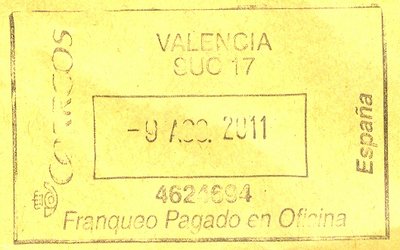 CORREOS
VALENCIA
SUC 17
-9 AGO. 2011
España
4624694
Franqueo Pagado en Oficina